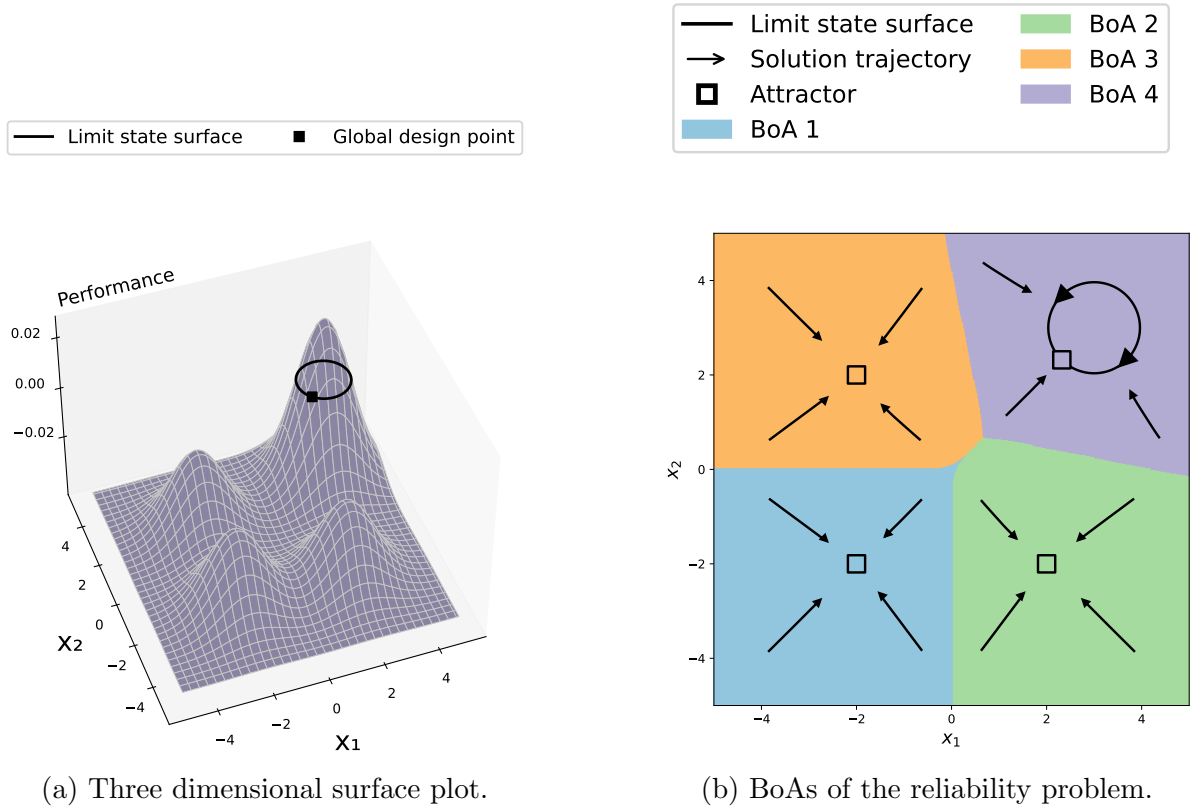 Limit state surface
Global design point
Performance
0.02
0.00
−0.02
4
2
0
−2
−4
x₂
−4
−2
0
2
4
x₁
(a) Three dimensional surface plot.
Limit state surface
Solution trajectory
Attractor
BoA 1
BoA 2
BoA 3
BoA 4
4
2
0
−2
−4
x₂
−4
−2
0
2
4
x₁
(b) BoAs of the reliability problem.